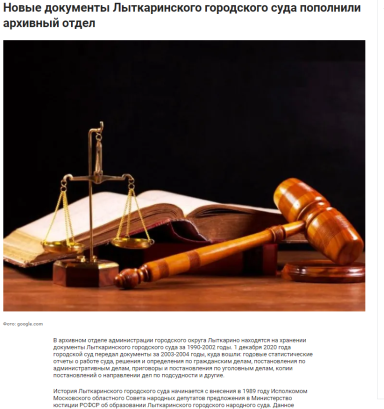 Новые документы Лыткаринского городского суда пополнили
архивный отдел
Фото: google.com
В архивном отделе администрации городского округа Лыткарино находятся на хранении
документы Лыткаринского городского суда за 1990-2002 годы. 1 декабря 2020 года
городской суд передал документы за 2003-2004 годы, куда вошли: годовые статистические
отчеты о работе суда, решения и определения по гражданским делам, постановления по
административным делам, приговоры и постановления по уголовным делам, копии
постановлений о направлении дел по подсудности и другие.
История Лыткаринского городского суда начинается с внесения в 1989 году Исполкомом
Московского областного Совета народных депутатов предложения в Министерство
юстиции РСФСР об образовании Лыткаринского городского народного суда. Данное